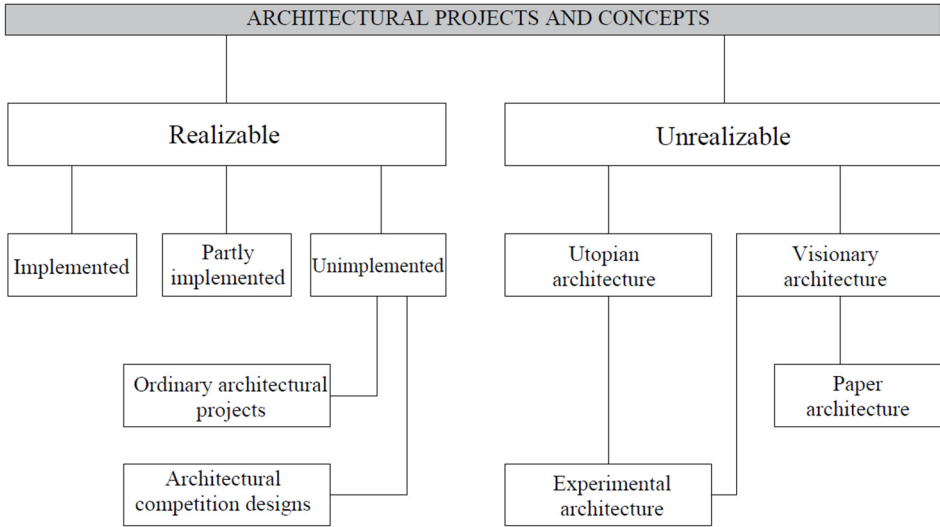 ARCHITECTURAL PROJECTS AND CONCEPTS
Realizable
Unrealizable
Implemented
Partly
implemented
Unimplemented
Utopian
architecture
Visionary
architecture
Ordinary architectural
projects
Paper
architecture
Architectural
competition designs
Experimental
architecture